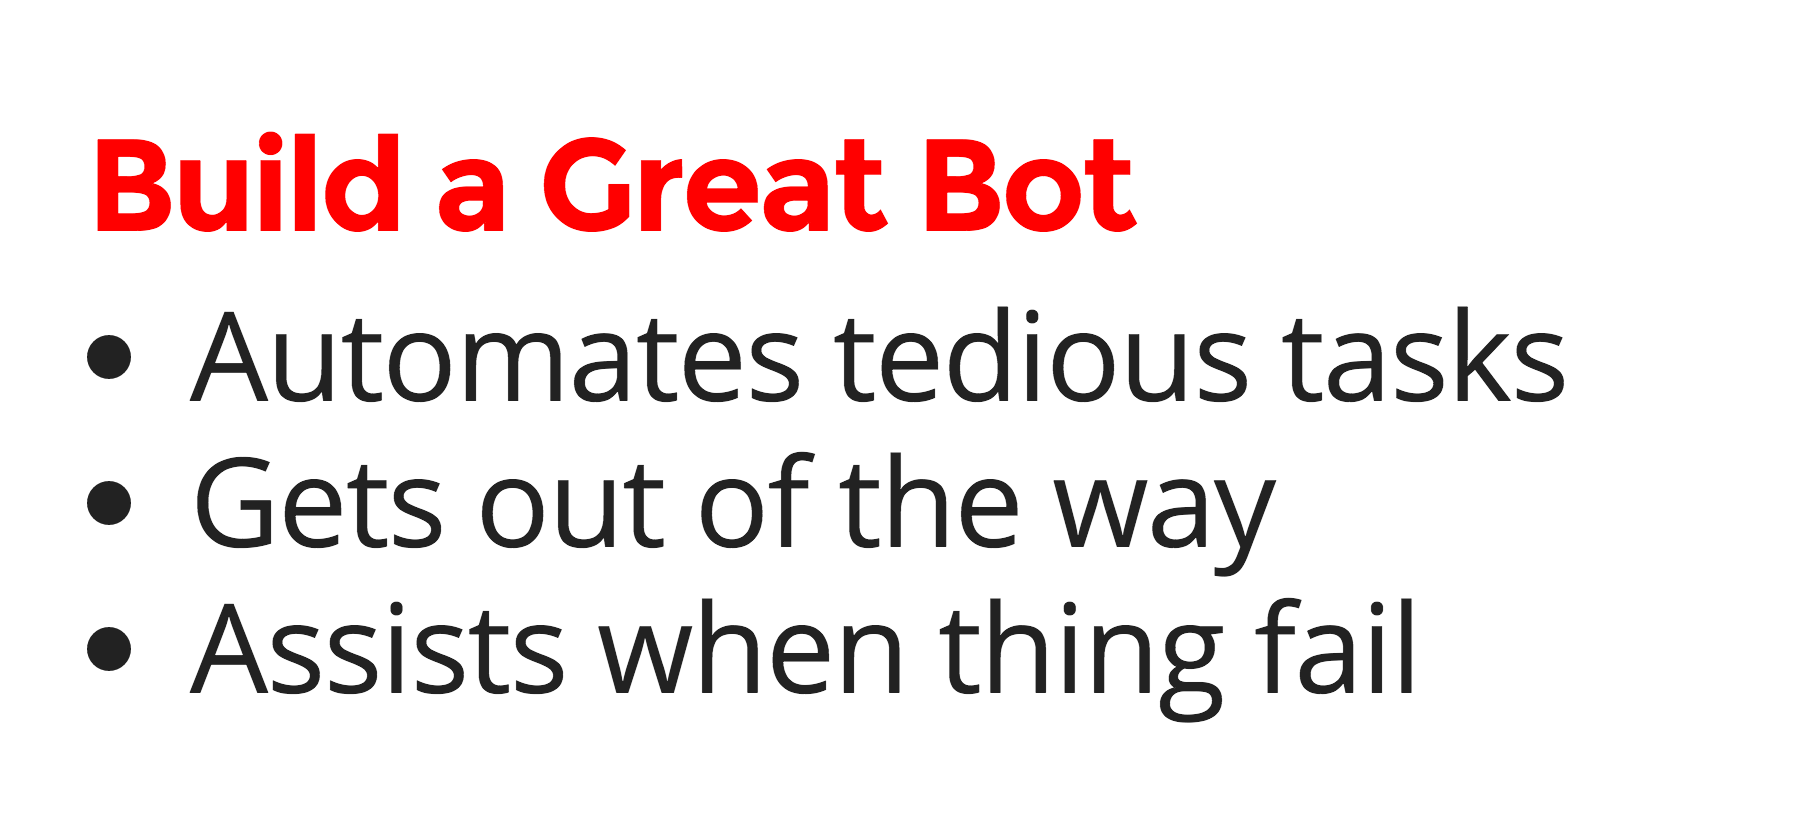 Build a Great Bot
• Automates tedious tasks
• Gets out of the way
• Assists when thing fail